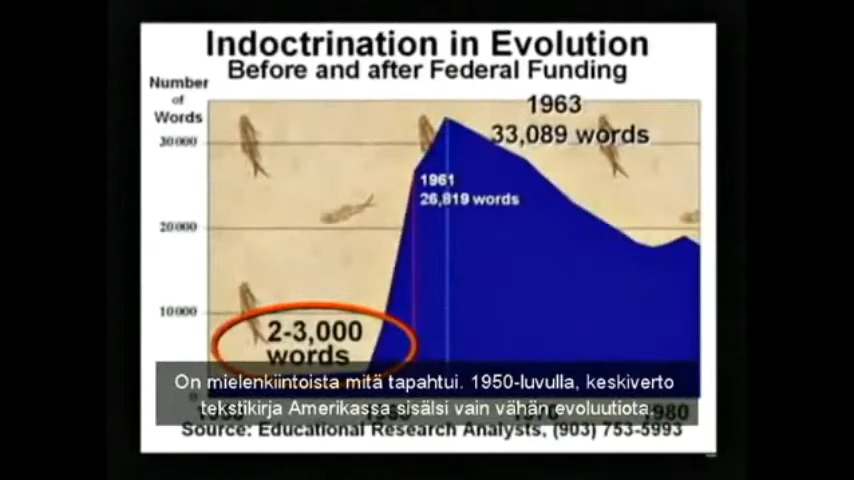 Indoctrination in Evolution
Before and after Federal Funding
Number
of
Words
1963
33,089 words
30000
1961
26,819 words
20000
10000
2-3,000
words
On mielenkiintoista mitä tapahtui. 1950-luvulla, keskiverto
tekstikirja Amerikassa sisälsi vain vähän evoluutiota.
0
1980
Source: Educational Research Analysts, (903) 753-5993